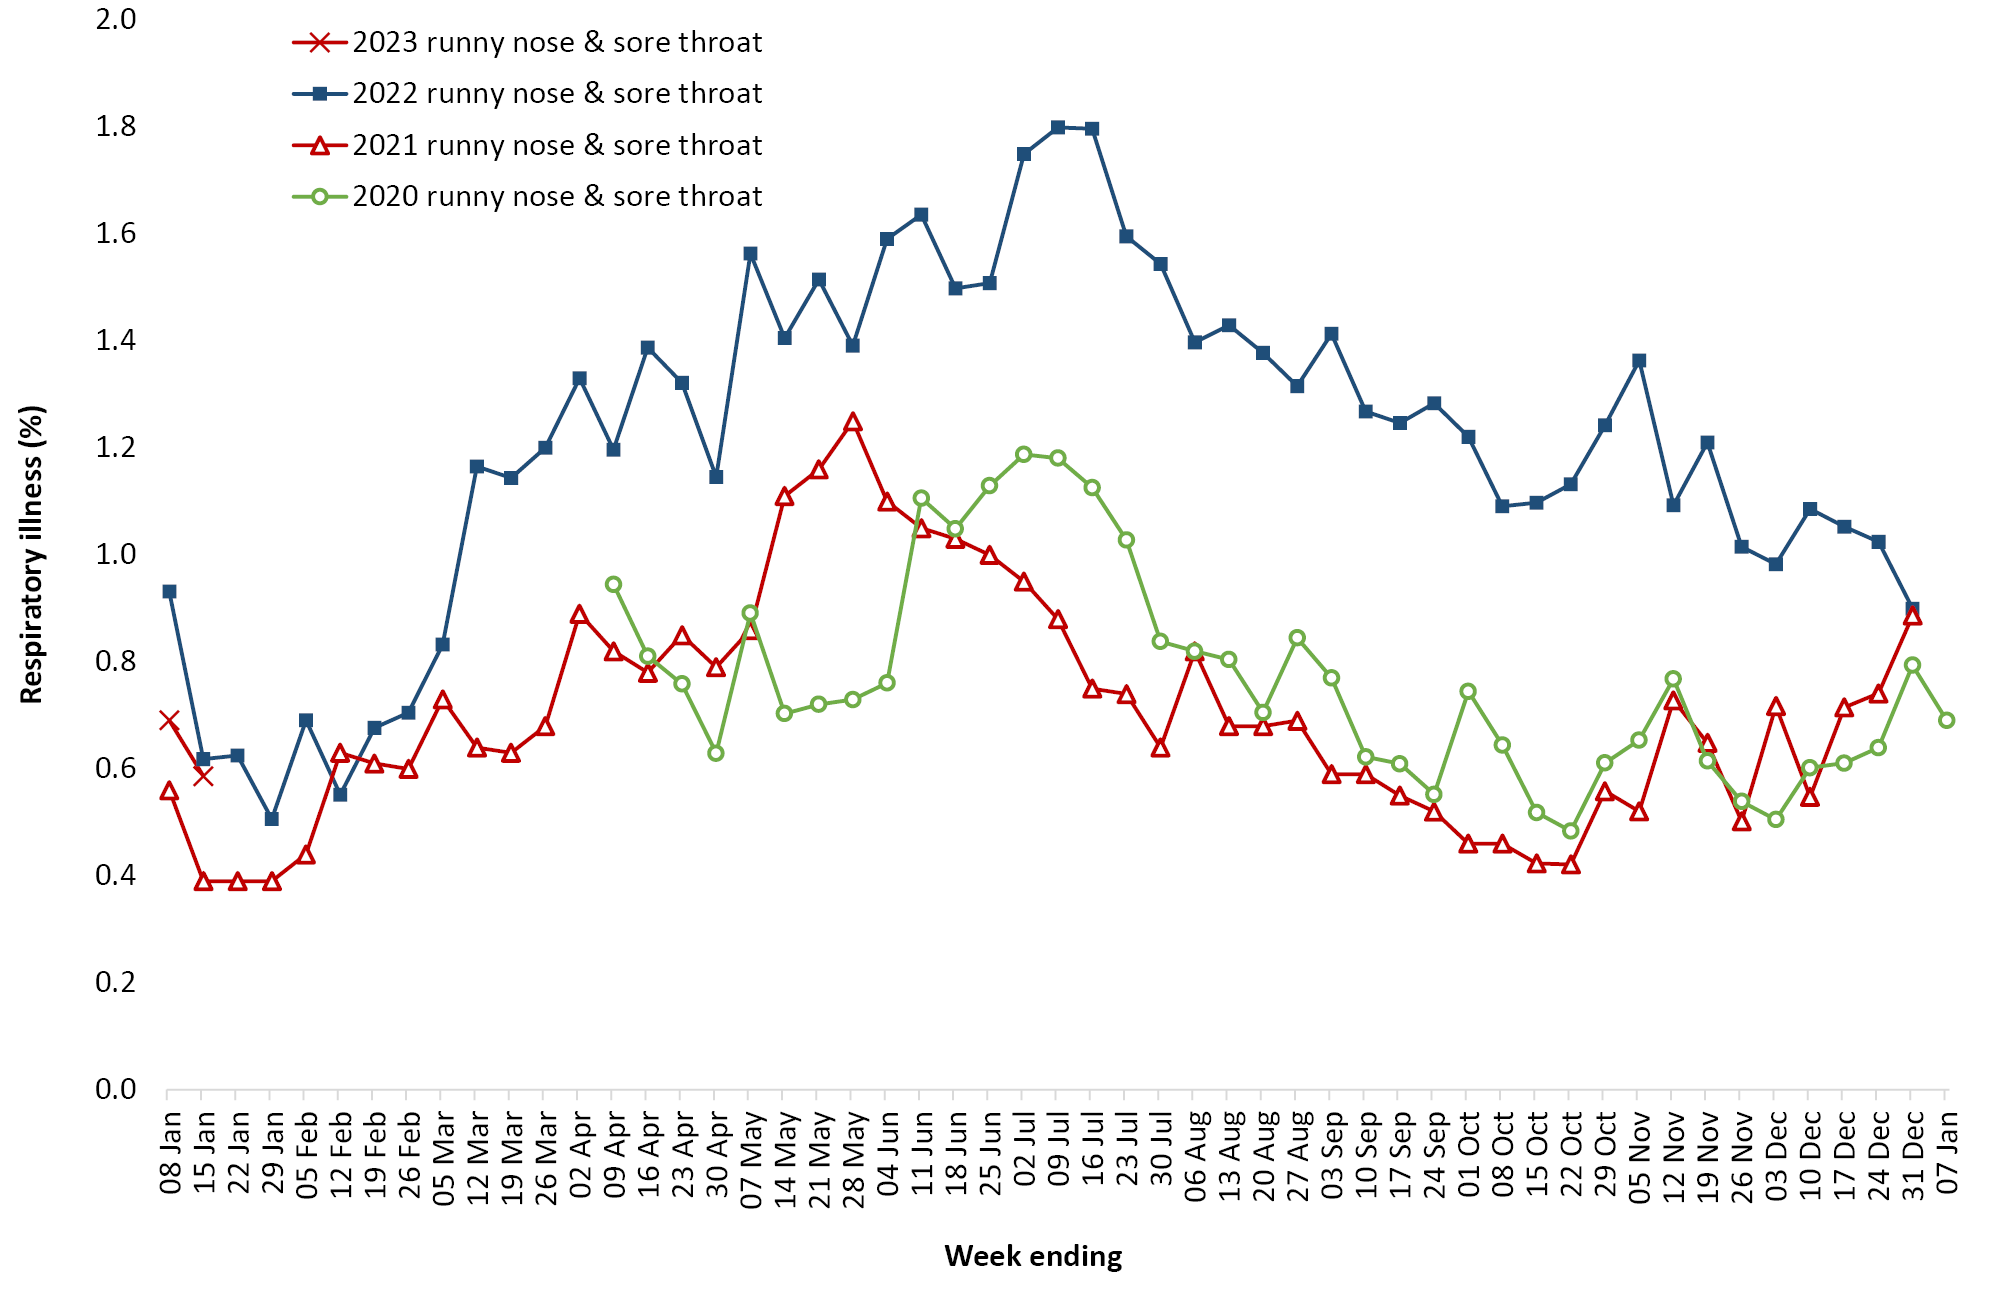 2.0
1.8
1.6
1.4
1.2
1.0
0.8
0.6
0.4
0.2
0.0
Respiratory illness (%)
2023 runny nose & sore throat
2022 runny nose & sore throat
2021 runny nose & sore throat
2020 runny nose & sore throat
08 Jan
15 Jan
22 Jan
29 Jan
05 Feb
12 Feb
19 Feb
26 Feb
05 Mar
12 Mar
19 Mar
26 Mar
02 Apr
09 Apr
16 Apr
23 Apr
30 Apr
07 May
14 May
21 May
28 May
04 Jun
11 Jun
18 Jun
25 Jun
02 Jul
09 Jul
16 Jul
23 Jul
30 Jul
06 Aug
13 Aug
20 Aug
27 Aug
03 Sep
10 Sep
17 Sep
24 Sep
01 Oct
08 Oct
15 Oct
22 Oct
29 Oct
05 Nov
12 Nov
19 Nov
26 Nov
03 Dec
10 Dec
17 Dec
24 Dec
31 Dec
07 Jan
Week ending